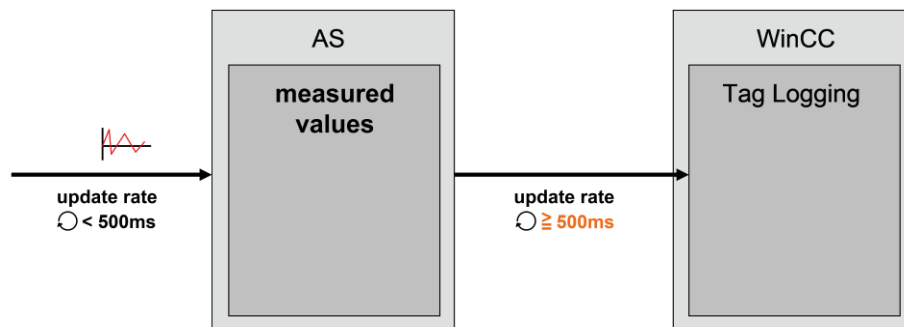 AS
measured
values
update rate
< 500ms
update rate
≧ 500ms
WinCC
Tag Logging